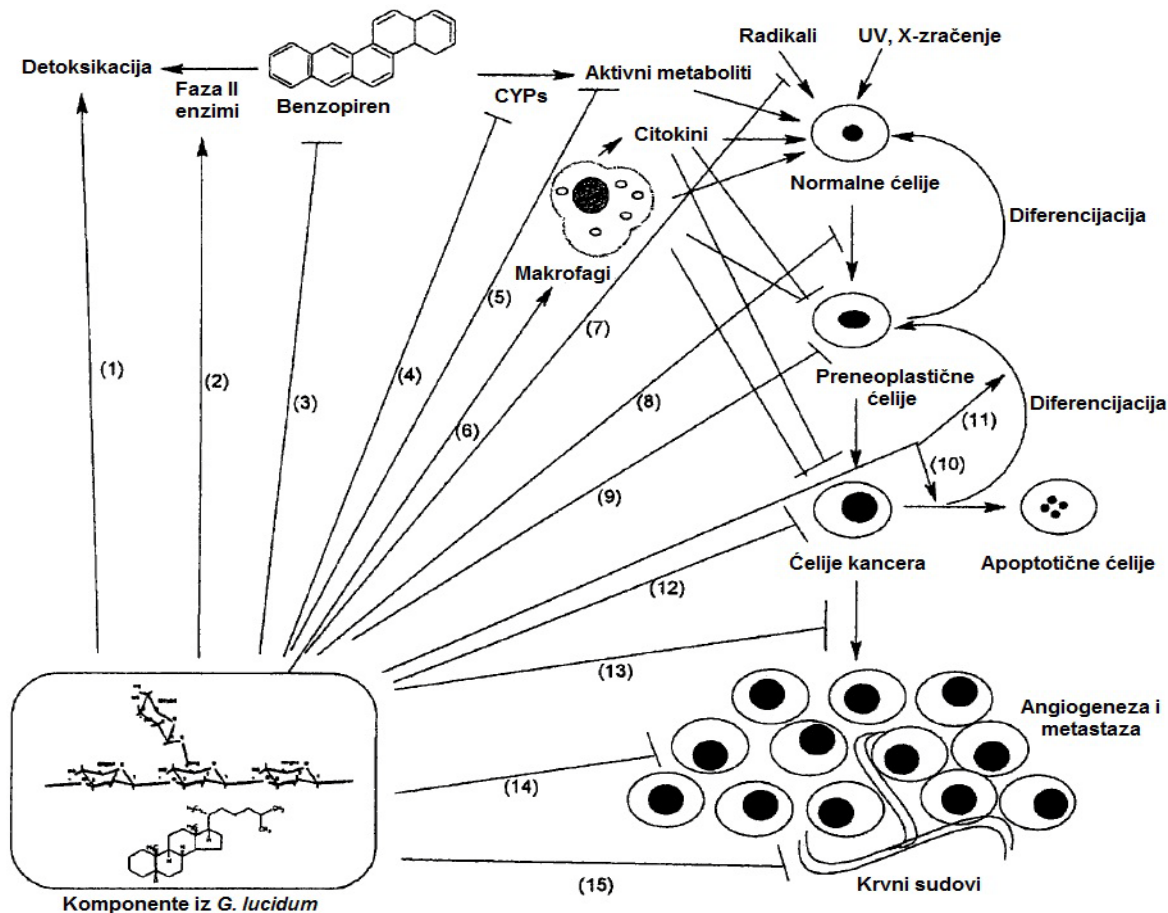 Radikali
UV, X-zračenje
Detoksikacija
Faza II
enzimi
Benzopiren
CYPs
Aktivni metaboliti
Citokini
Normalne ćelije
Makrofagi
Diferencijacija
(1)
(2)
(3)
(4)
(5)
(6)
(7)
(8)
(9)
Preneoplastične
ćelije
Diferencijacija
(11)
(10)
(12)
Ćelije kancera
Apoptotične ćelije
(13)
Angiogeneza i
metastaza
(14)
(15)
Krvni sudovi
Komponente iz G. lucidum